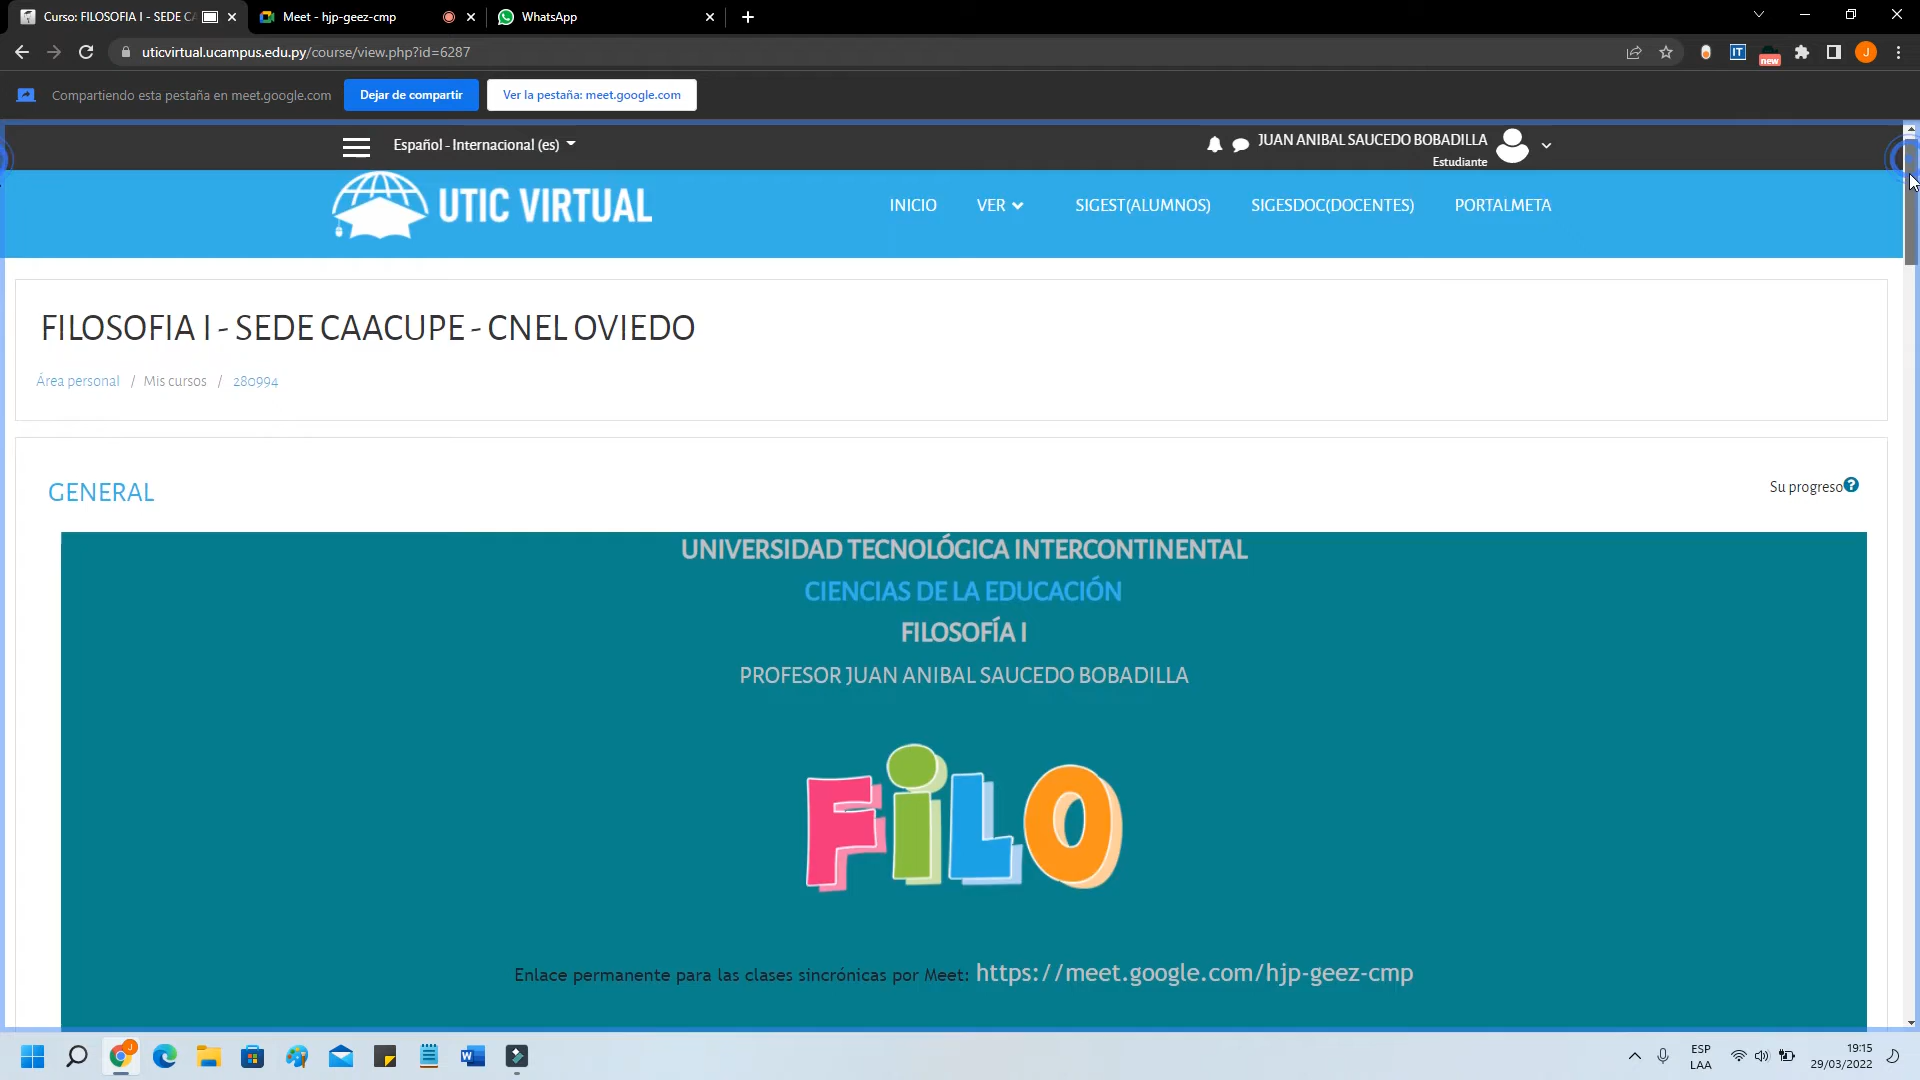 Curso: FILOSOFIA I - SEDE CA
Meet - hjp-geez-cmp
WhatsApp
uticvirtual.ucampus.edu.py/course/view.php?id=6287
IT
new
J
Compartiendo esta pestaña en meet.google.com
Dejar de compartir
Ver la pestaña: meet.google.com
Español - Internacional (es)
JUAN ANIBAL SAUCEDO BOBADILLA
Estudiante
UTIC VIRTUAL
INICIO
VER
SIGEST(ALUMNOS)
SIGESDOC(DOCENTES)
PORTALMETA
FILOSOFIA I - SEDE CAACUPE - CNEL OVIEDO
Área personal / Mis cursos / 280994
GENERAL
Su progreso
UNIVERSIDAD TECNOLÓGICA INTERCONTINENTAL
CIENCIAS DE LA EDUCACIÓN
FILOSOFÍA I
PROFESOR JUAN ANIBAL SAUCEDO BOBADILLA
FiLO
Enlace permanente para las clases sincrónicas por Meet: https://meet.google.com/hjp-geez-cmp
ESP
LAA
19:15
29/03/2022